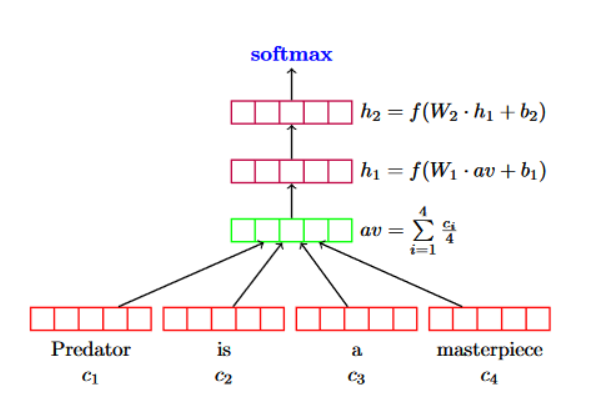 softmax
h₂ = f(W₂ · h₁ + b₂)
h₁ = f(W₁ · av + b₁)
av = ∑_{i=1}^{4} c_i/4
Predator is a masterpiece
c₁ c₂ c₃ c₄